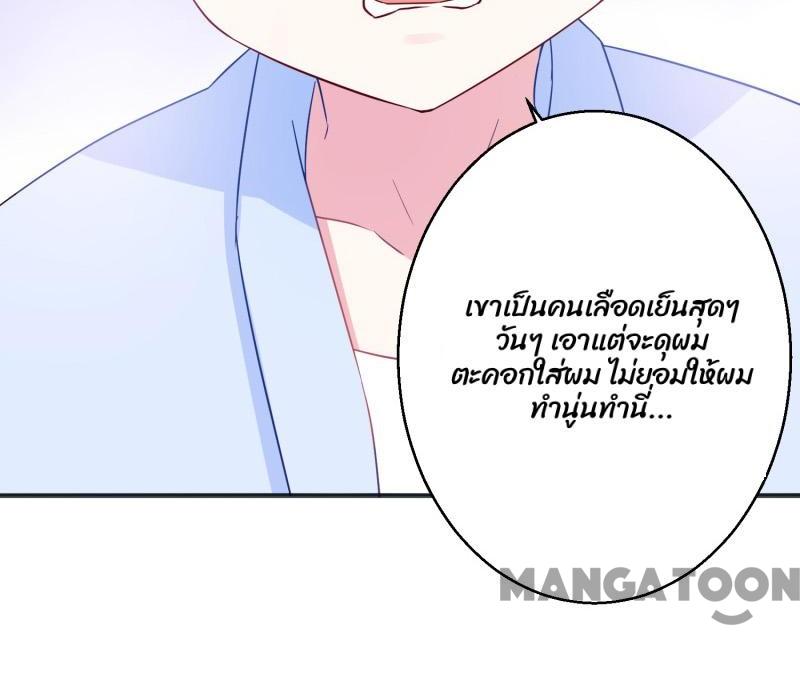 เขาเป็นคนเลือดเย็นสุดๆ
วันๆ เอาแต่จะดุผม
ตะคอกใส่ผม ไม่ยอมให้ผม
ทำนู่นทำนี่...
MANGATOON